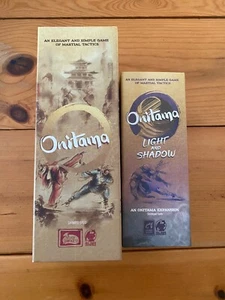 AN ELEGANT AND SIMPLE GAME
OF MARTIAL TACTICS
Onitama
AN ELEGANT AND SIMPLE GAME
OF MARTIAL TACTICS
Onitama
LIGHT
AND
SHADOW
AN ONITAMA EXPANSION